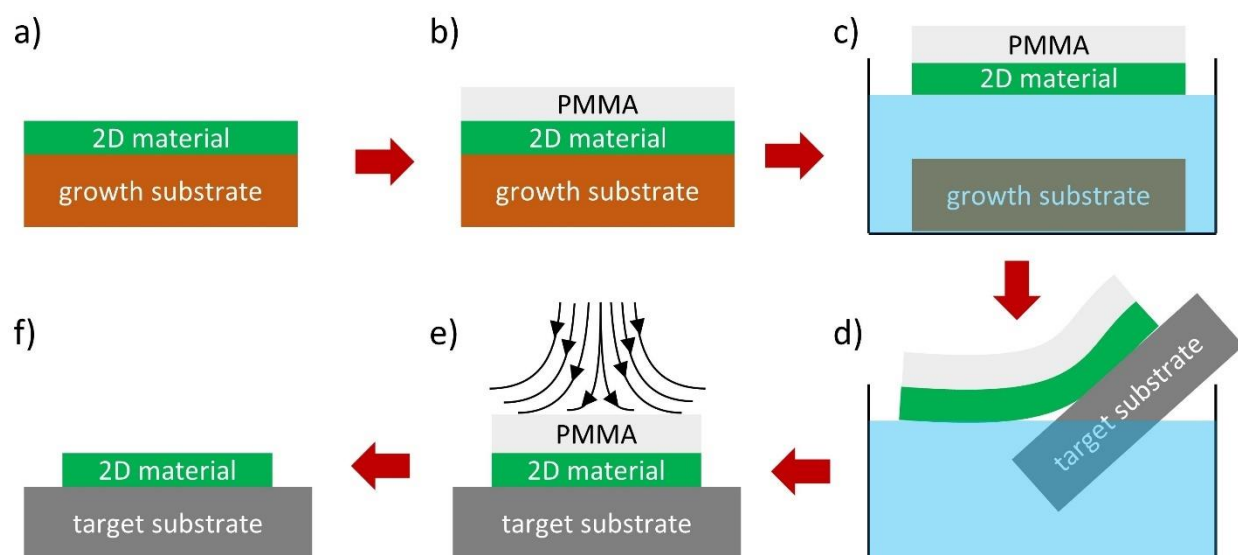 a)
2D material
growth substrate
b)
PMMA
2D material
growth substrate
c)
PMMA
2D material
growth substrate
d)
target substrate
e)
PMMA
2D material
target substrate
f)
2D material
target substrate